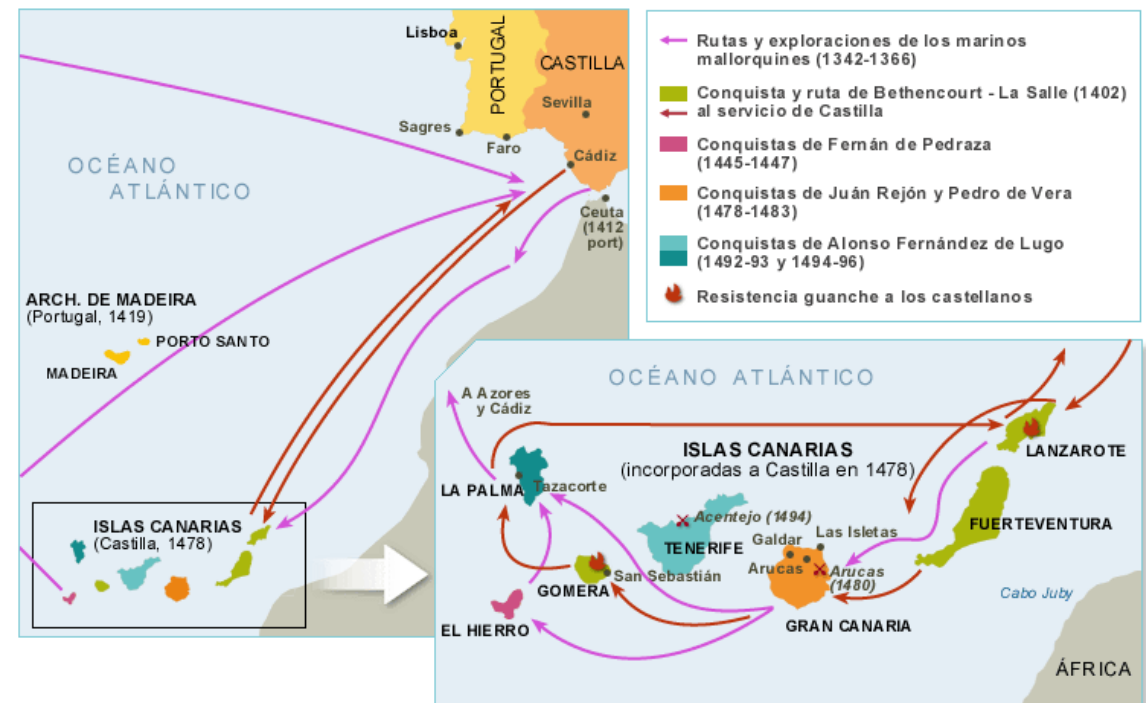 Lisboa
PORTUGAL
CASTILLA
Sevilla
Sagres
Faro
Cádiz
OCÉANO
ATLÁNTICO
Ceuta
(1412
port)
ARCH. DE MADEIRA
(Portugal, 1419)
PORTO SANTO
MADEIRA
ISLAS CANARIAS
(Castilla, 1478)
Rutas y exploraciones de los marinos
mallorquines (1342-1366)
Conquista y ruta de Bethencourt - La Salle (1402)
al servicio de Castilla
Conquistas de Fernán de Pedraza
(1445-1447)
Conquistas de Juán Rejón y Pedro de Vera
(1478-1483)
Conquistas de Alonso Fernández de Lugo
(1492-93 y 1494-96)
Resistencia guanche a los castellanos
OCÉANO ATLÁNTICO
A Azores
y Cádiz
ISLAS CANARIAS
(incorporadas a Castilla en 1478)
LANZAROTE
LA PALMA
Tazacorte
Acentejo (1494)
TENERIFE
FUERTEVENTURA
Galdar
Las Isletas
Arucas
Arucas
(1480)
San Sebastián
GOMERA
Cabo Juby
EL HIERRO
GRAN CANARIA
ÁFRICA